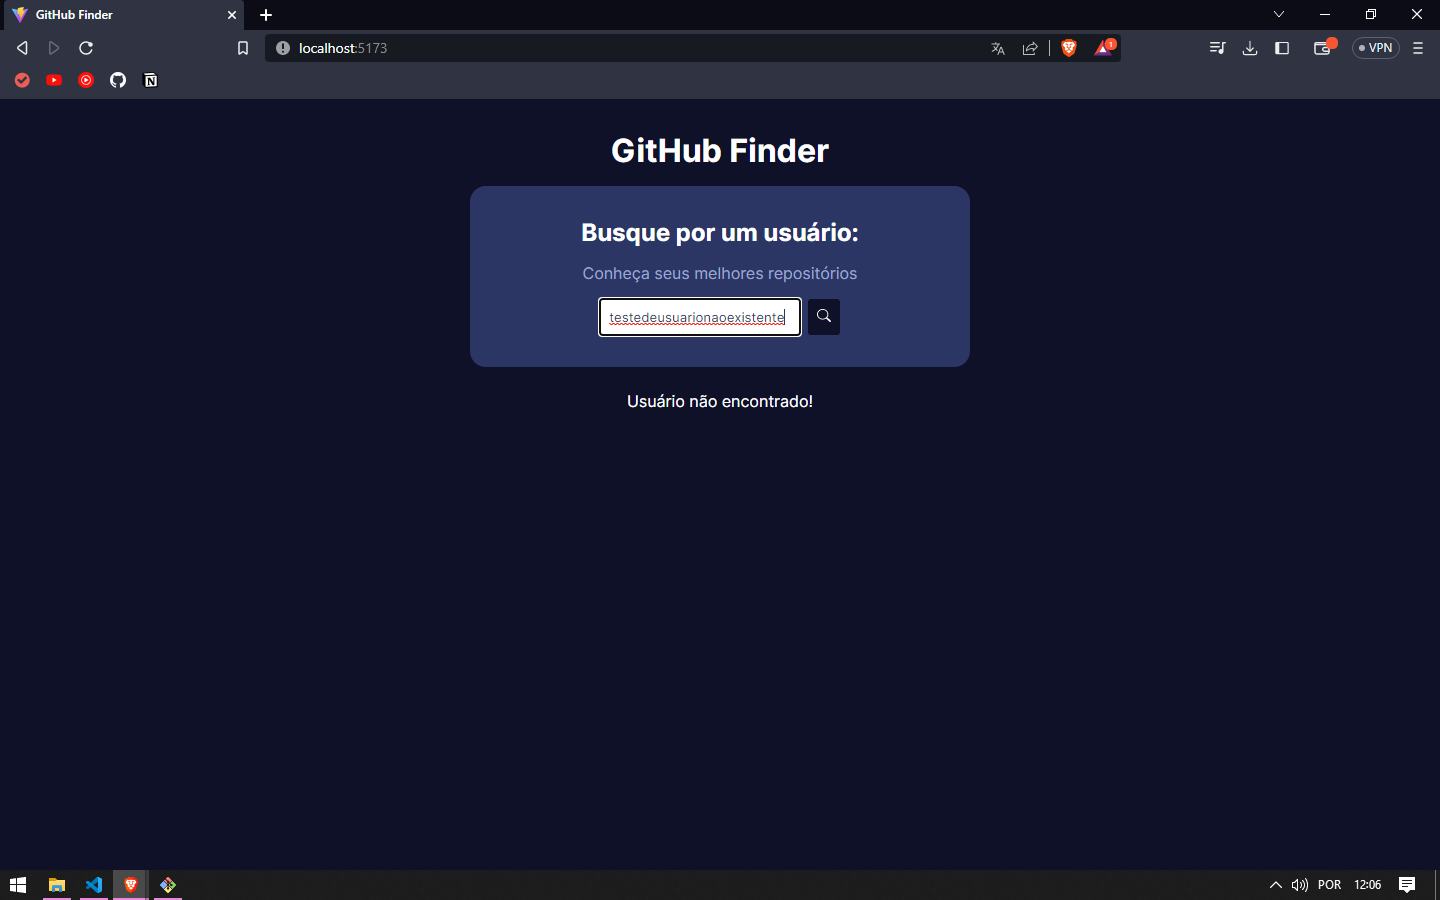 GitHub Finder
localhost:5173
1
VPN
N
GitHub Finder
Busque por um usuário:
Conheça seus melhores repositórios
testedeusuarionaoexistente
Usuário não encontrado!
POR
12:06